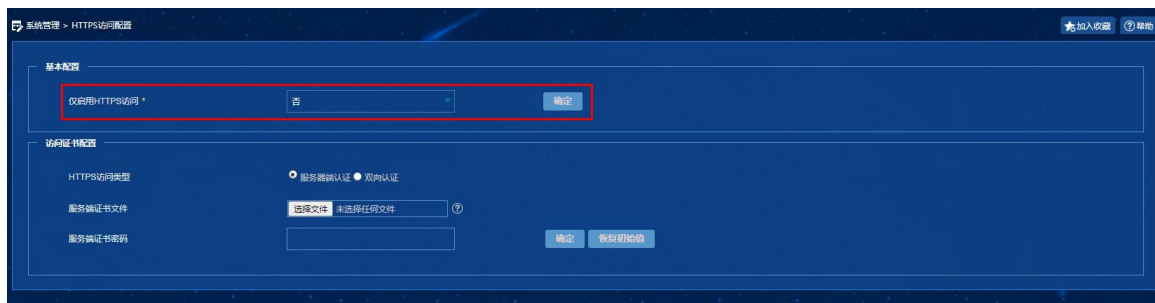 系统管理 > HTTPS访问配置
加入收藏 帮助
基本配置
仅启用HTTPS访问 * 否 确定
访问证书配置
HTTPS访问类型 服务器端认证 双向认证
服务端证书文件 选择文件 未选择任何文件
服务端证书密码 确定 恢复初始值